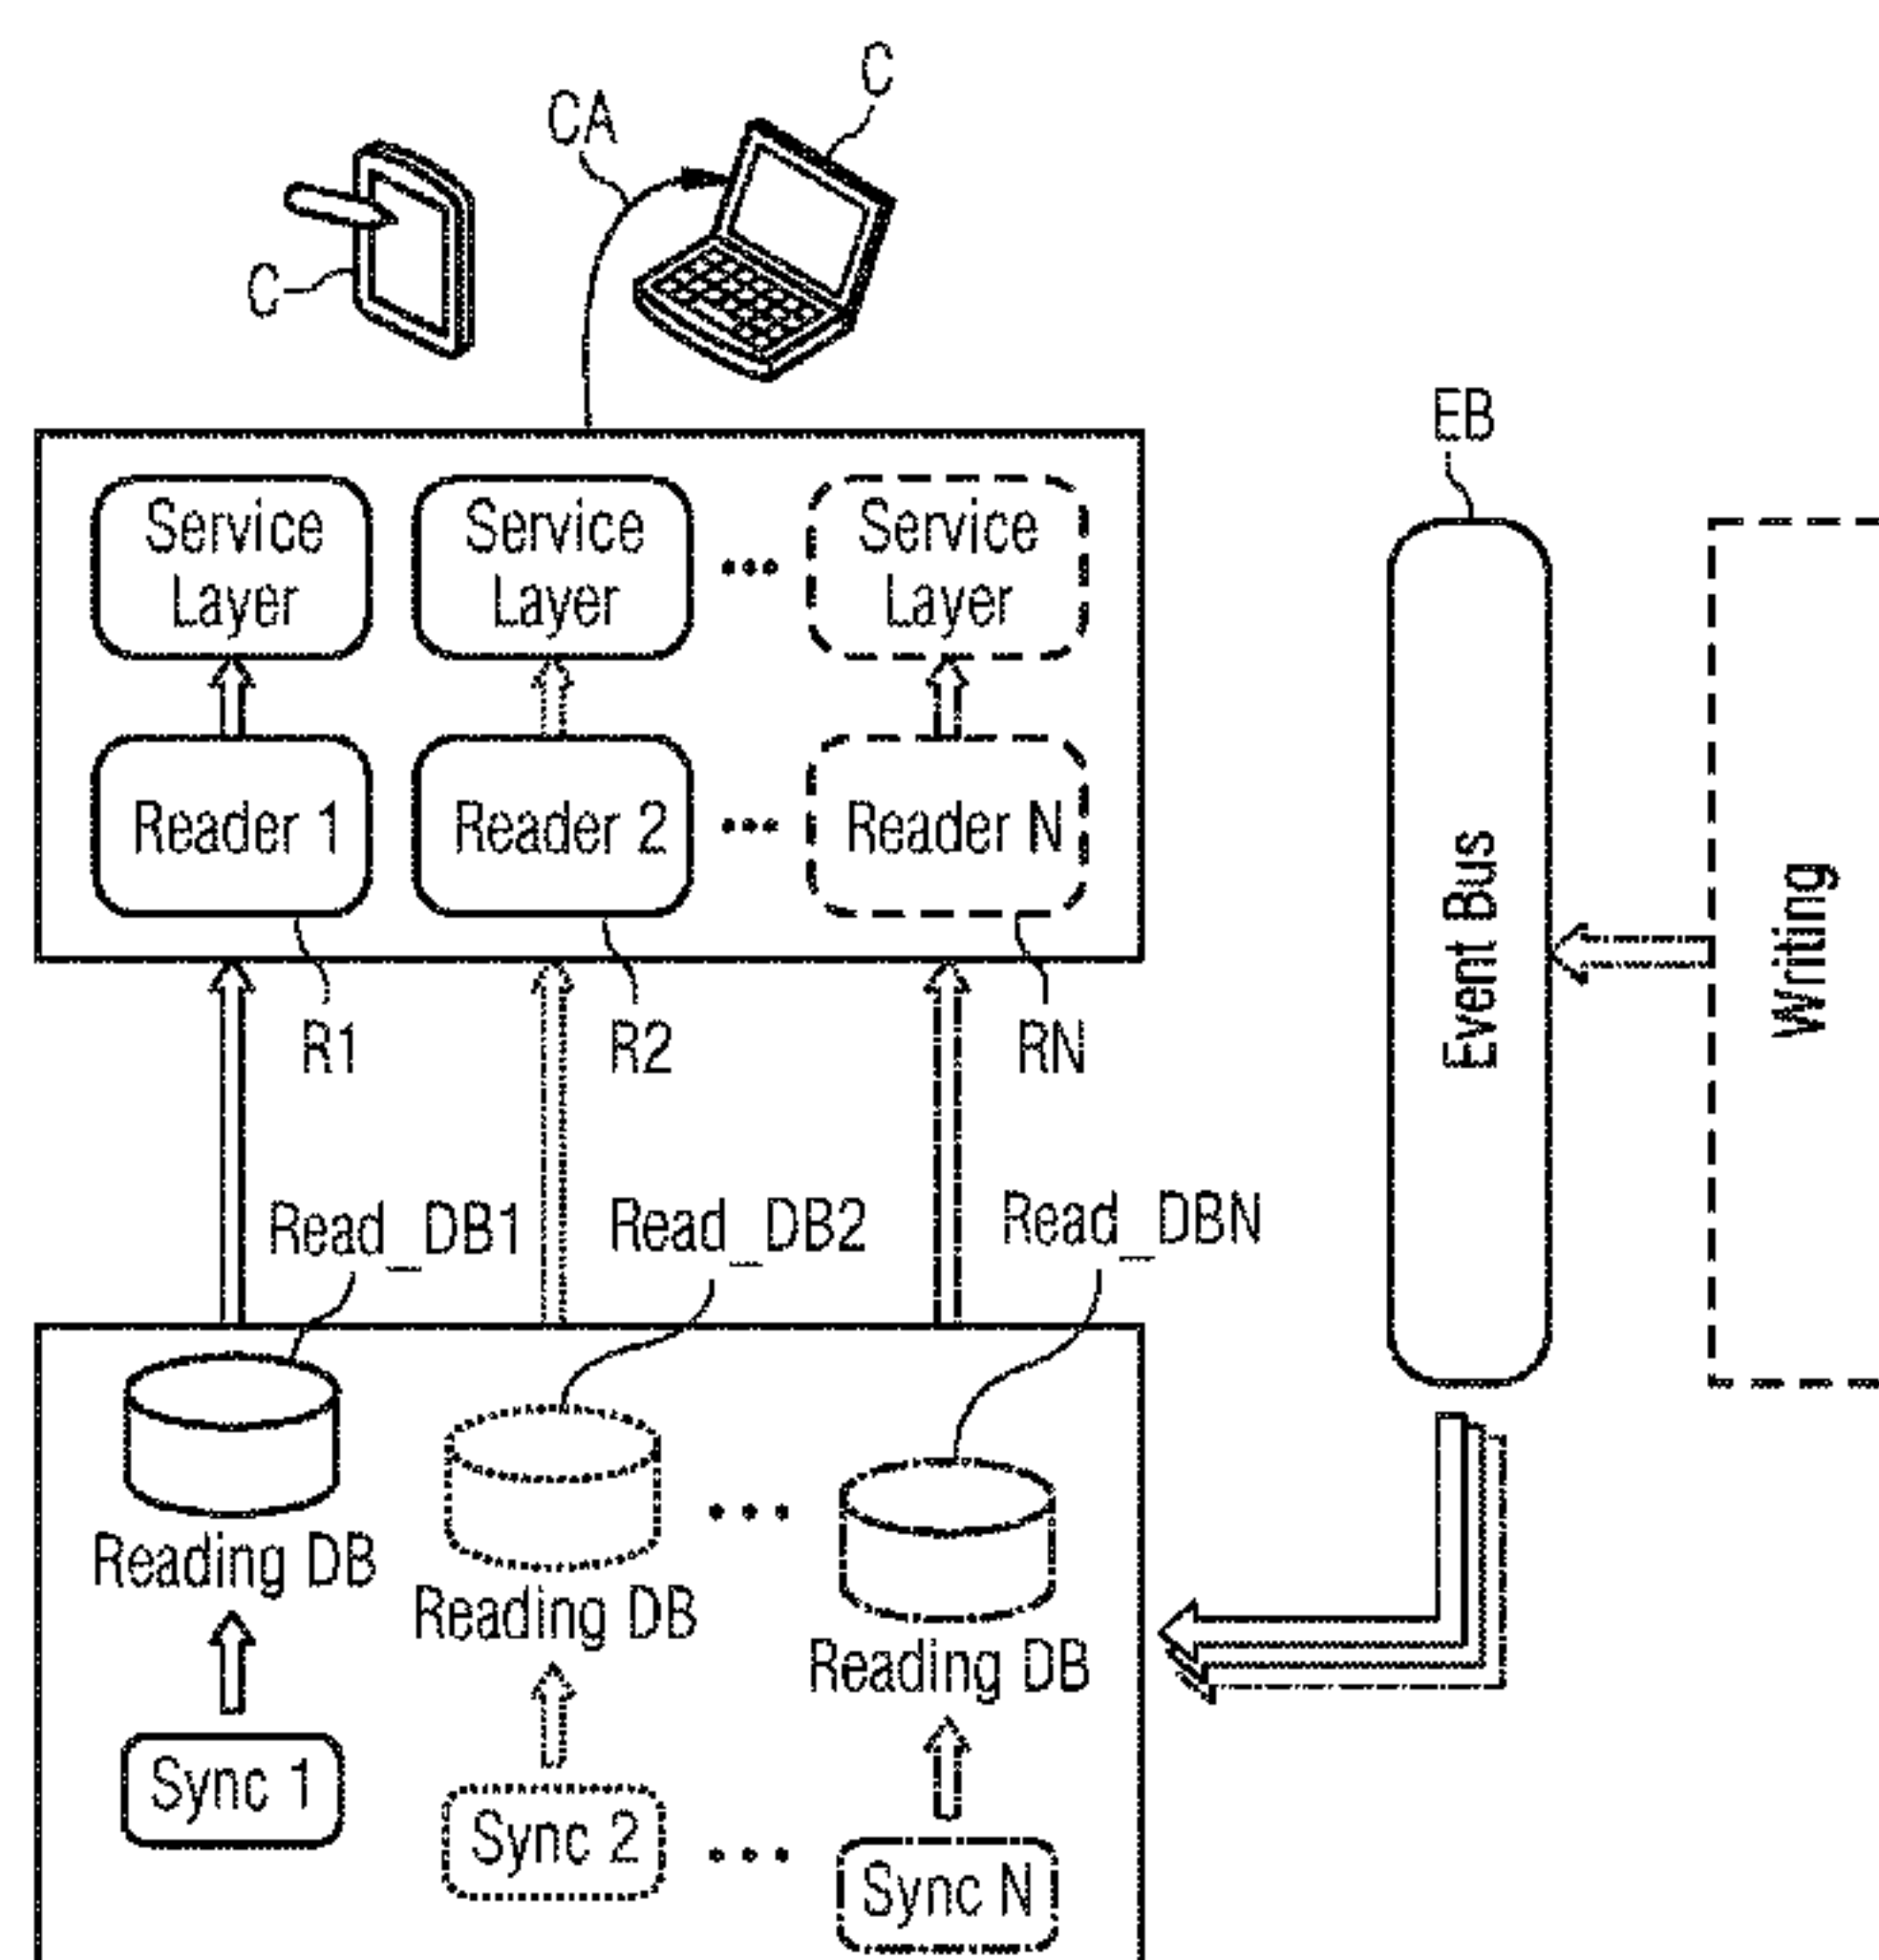 C
CA
C
EB
Service
Layer
Service
Layer
Service
Layer
Reader 1
Reader 2
Reader N
R1
R2
RN
Event Bus
Writing
Read_DB1
Read_DB2
Read_DBN
Reading DB
Reading DB
Reading DB
Sync 1
Sync 2
Sync N